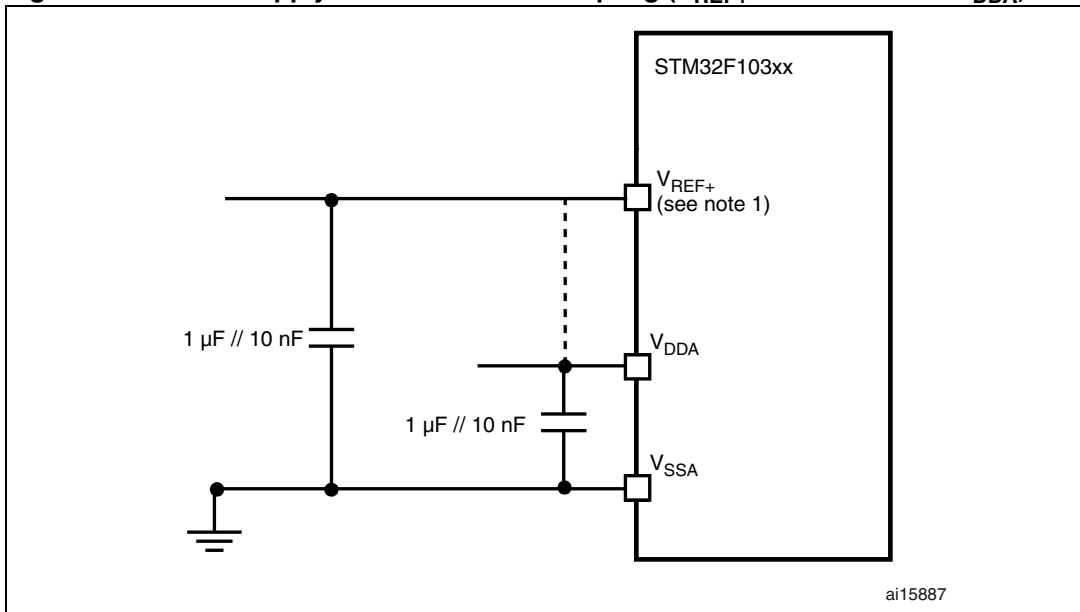 STM32F103xx
VREF+
(see note 1)
1 µF // 10 nF
VDDA
1 µF // 10 nF
VSSA
ai15887